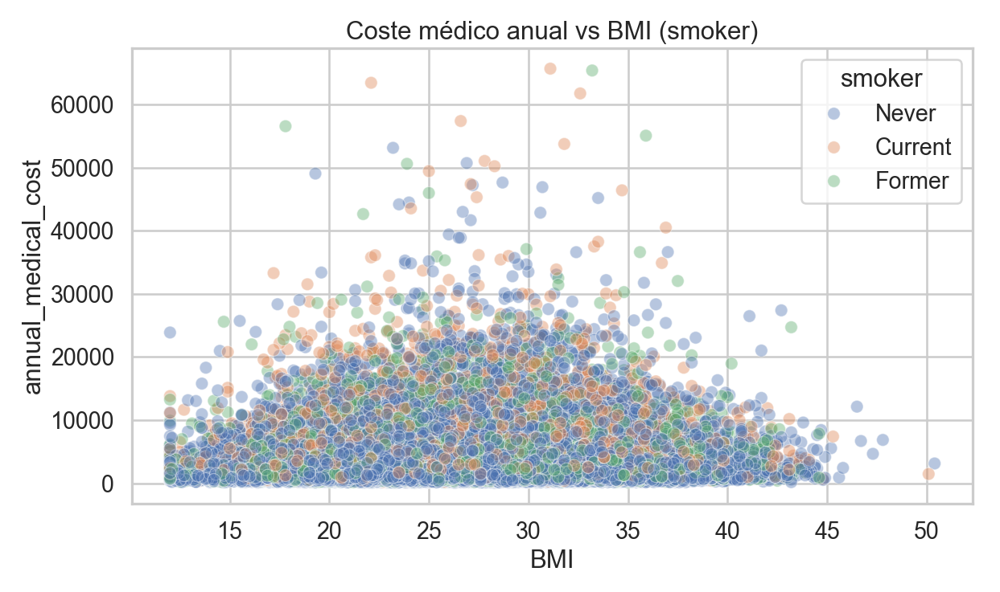 Coste médico anual vs BMI (smoker)
smoker
Never
Current
Former
annual_medical_cost
60000
50000
40000
30000
20000
10000
0
15 20 25 30 35 40 45 50
BMI